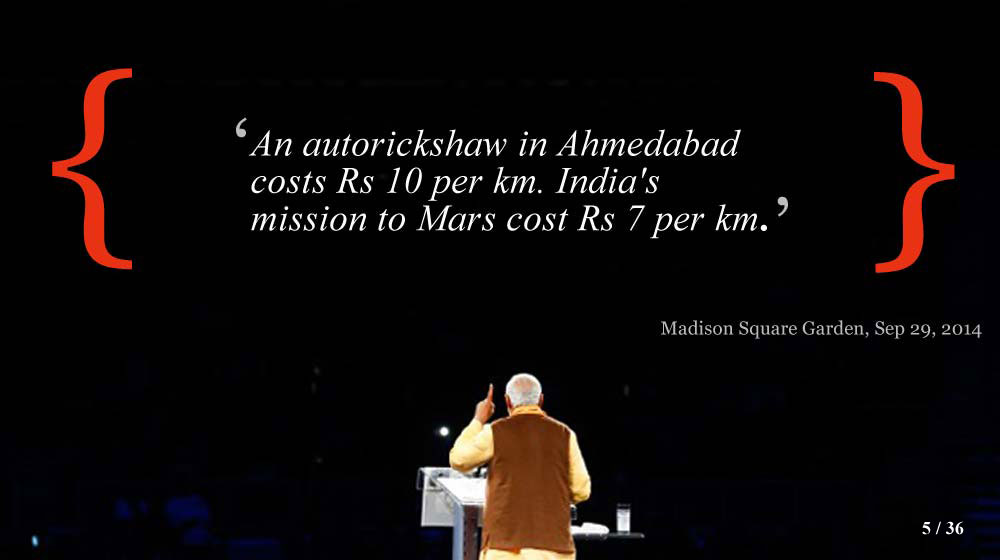 ‘An autorickshaw in Ahmedabad
costs Rs 10 per km. India's
mission to Mars cost Rs 7 per km.’
Madison Square Garden, Sep 29, 2014
5 / 36